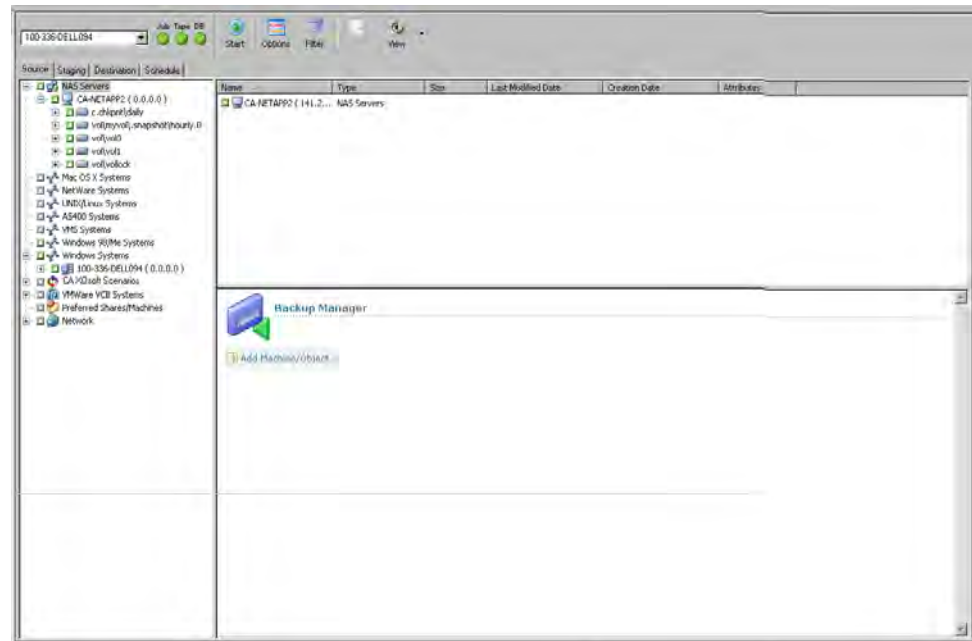 Job Tape DB
100-336-DELL094
Start Options Filter View
Source Staging Destination Schedule
Name Type Size Last Modified Date Creation Date Attributes
NAS Servers
CA-NETAPP2 ( 141.2... NAS Servers
CA-NETAPP2 ( 0.0.0.0 )
vol\myvol\.snapshot\hourly.0
vol\vol0
vol\vol1
vol\vollock
Mac OS X Systems
NetWare Systems
UNIX/Linux Systems
AS400 Systems
VMS Systems
Windows 98/Me Systems
Windows Systems
100-336-DELL094 ( 0.0.0.0 )
CA XOsoft Scenarios
VMWare VCB Systems
Preferred Shares/Machines
Network
Backup Manager
Add Machine/Object...